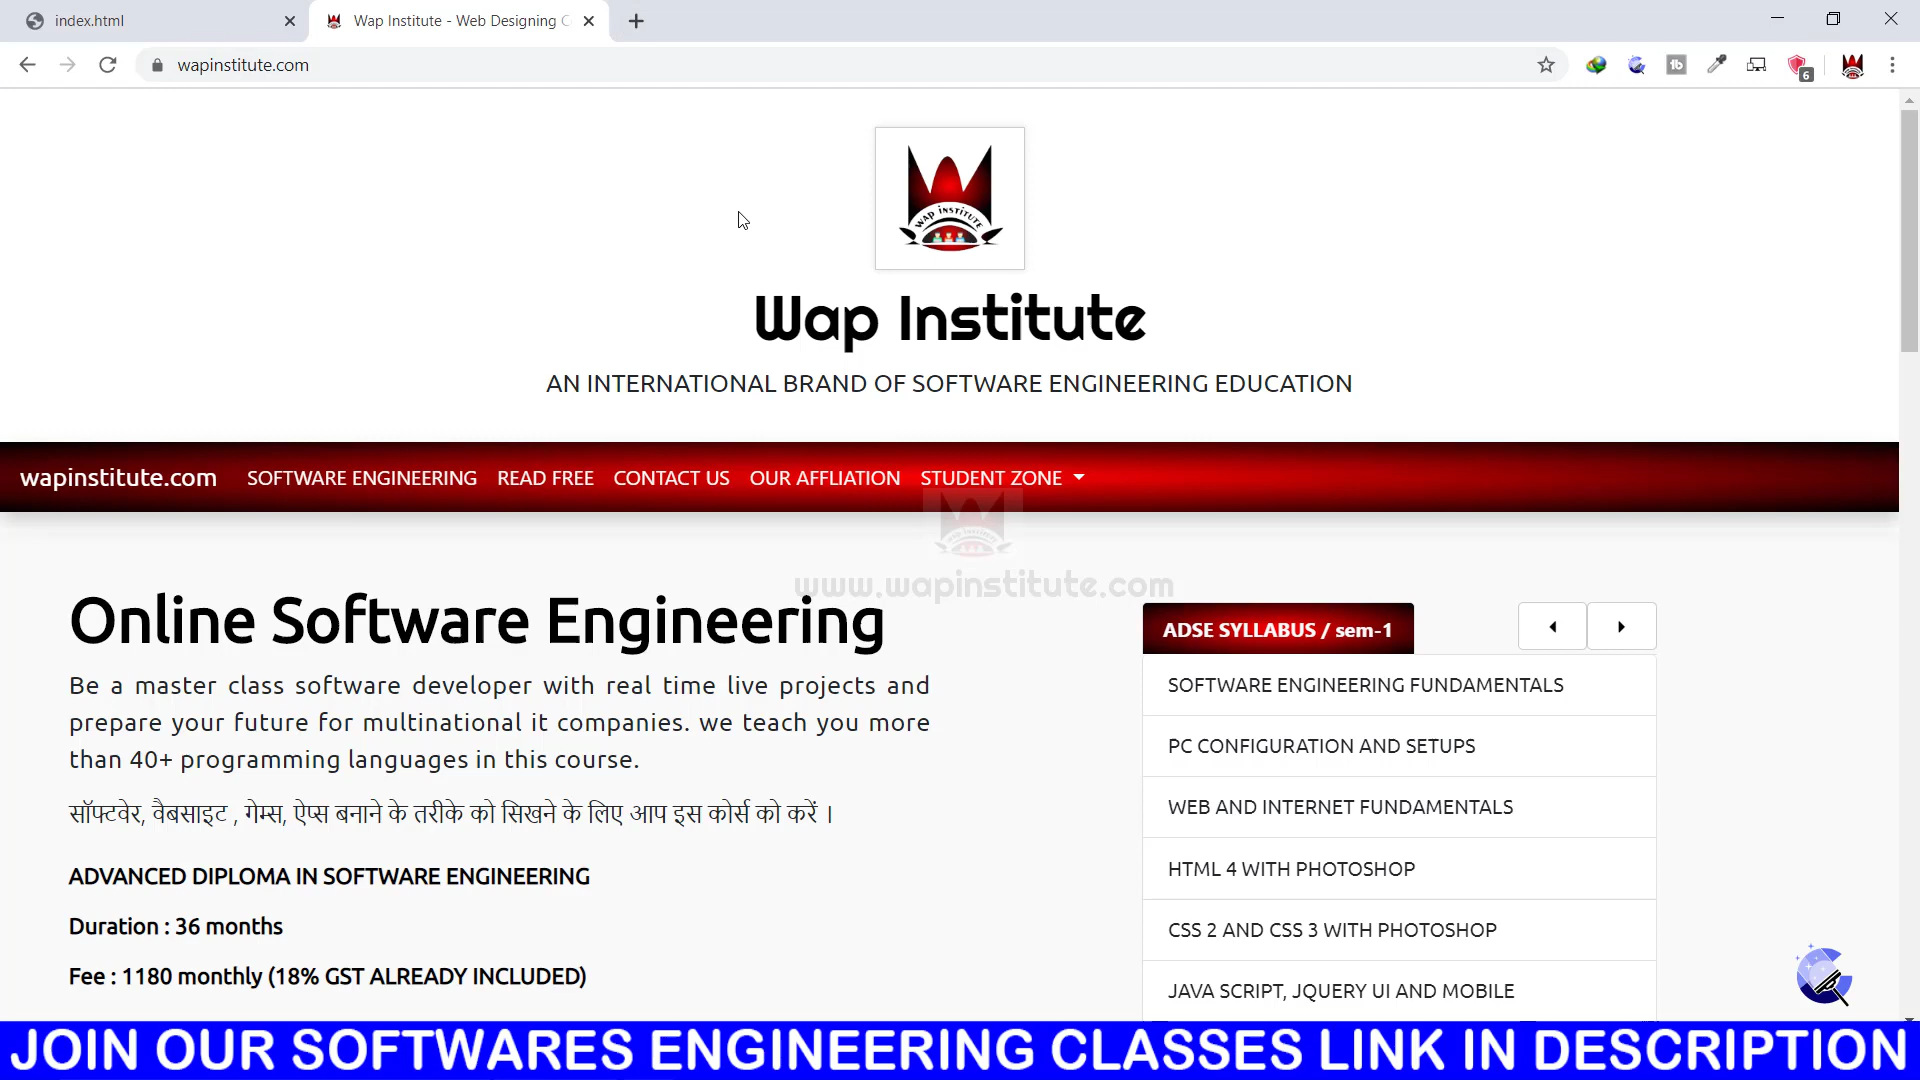 index.html
Wap Institute - Web Designing C
wapinstitute.com
1b
6
WAP INSTITUTE
Wap Institute
AN INTERNATIONAL BRAND OF SOFTWARE ENGINEERING EDUCATION
wapinstitute.com SOFTWARE ENGINEERING READ FREE CONTACT US OUR AFFLIATION STUDENT ZONE
www.wapinstitute.com
Online Software Engineering
Be a master class software developer with real time live projects and
prepare your future for multinational it companies. we teach you more
than 40+ programming languages in this course.
सॉफ्टवेर, वैबसाइट , गेम्स, ऐप्स बनाने के तरीके को सिखने के लिए आप इस कोर्स को करें ।
ADVANCED DIPLOMA IN SOFTWARE ENGINEERING
Duration : 36 months
Fee : 1180 monthly (18% GST ALREADY INCLUDED)
ADSE SYLLABUS / sem-1
SOFTWARE ENGINEERING FUNDAMENTALS
PC CONFIGURATION AND SETUPS
WEB AND INTERNET FUNDAMENTALS
HTML 4 WITH PHOTOSHOP
CSS 2 AND CSS 3 WITH PHOTOSHOP
JAVA SCRIPT, JQUERY UI AND MOBILE
JOIN OUR SOFTWARES ENGINEERING CLASSES LINK IN DESCRIPTION